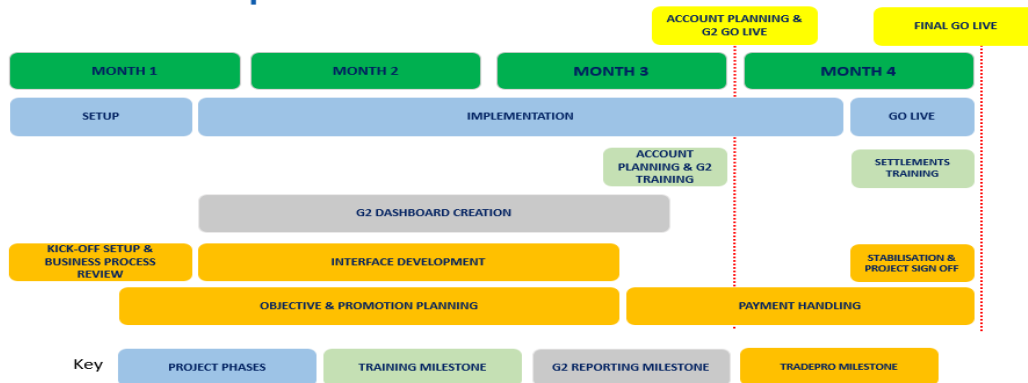 ACCOUNT PLANNING &
G2 GO LIVE
FINAL GO LIVE
MONTH 1
MONTH 2
MONTH 3
MONTH 4
SETUP
IMPLEMENTATION
GO LIVE
ACCOUNT
PLANNING & G2
TRAINING
SETTLEMENTS
TRAINING
G2 DASHBOARD CREATION
KICK-OFF SETUP &
BUSINESS PROCESS
REVIEW
INTERFACE DEVELOPMENT
STABILISATION &
PROJECT SIGN OFF
OBJECTIVE & PROMOTION PLANNING
PAYMENT HANDLING
Key
PROJECT PHASES
TRAINING MILESTONE
G2 REPORTING MILESTONE
TRADEPRO MILESTONE